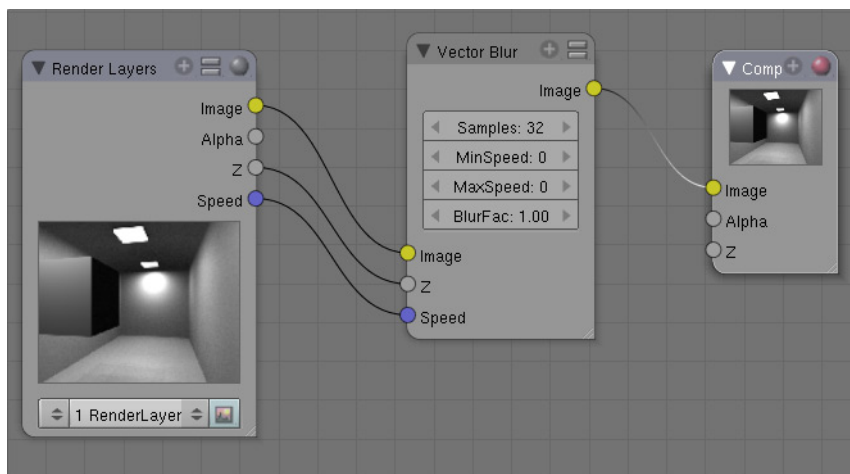 Render Layers
Image
Alpha
Z
Speed
1 RenderLayer
Vector Blur
Image
Samples: 32
MinSpeed: 0
MaxSpeed: 0
BlurFac: 1.00
Image
Z
Speed
Comp
Image
Alpha
Z